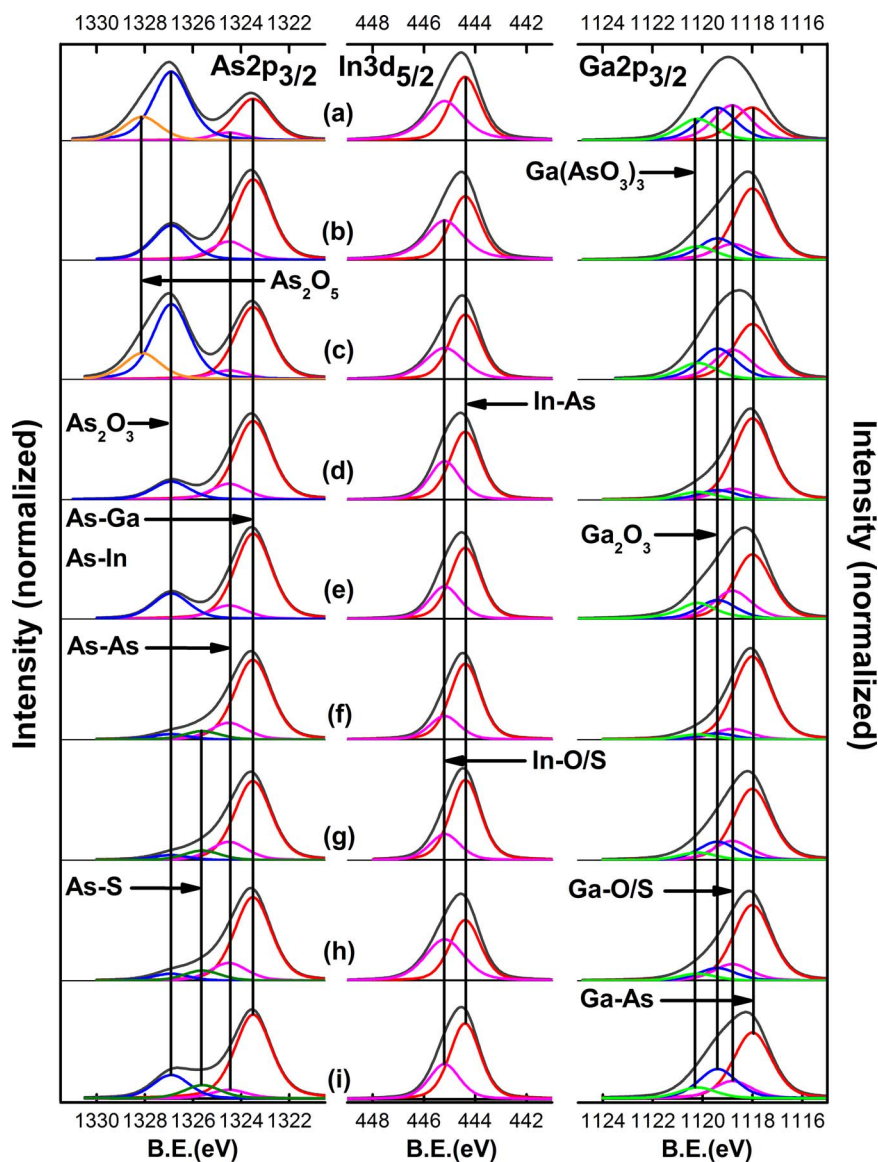 1330 1328 1326 1324 1322 448 446 444 442 1124 1122 1120 1118 1116
As2p3/2 In3d5/2 Ga2p3/2
(a)
Ga(AsO3)3
(b)
As2O5
(c)
In-As
As2O3
(d)
As-Ga
Ga2O3
As-In
(e)
As-As
(f)
In-O/S
(g)
As-S
Ga-O/S
(h)
Ga-As
(i)
1330 1328 1326 1324 1322 448 446 444 442 1124 1122 1120 1118 1116
B.E.(eV) B.E.(eV) B.E.(eV)
Intensity (normalized)
Intensity (normalized)